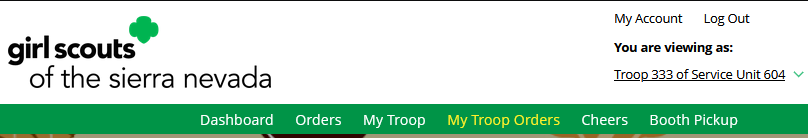 My Account Log Out
girl scouts
of the sierra nevada
You are viewing as:
Troop 333 of Service Unit 604
Dashboard Orders My Troop My Troop Orders Cheers Booth Pickup